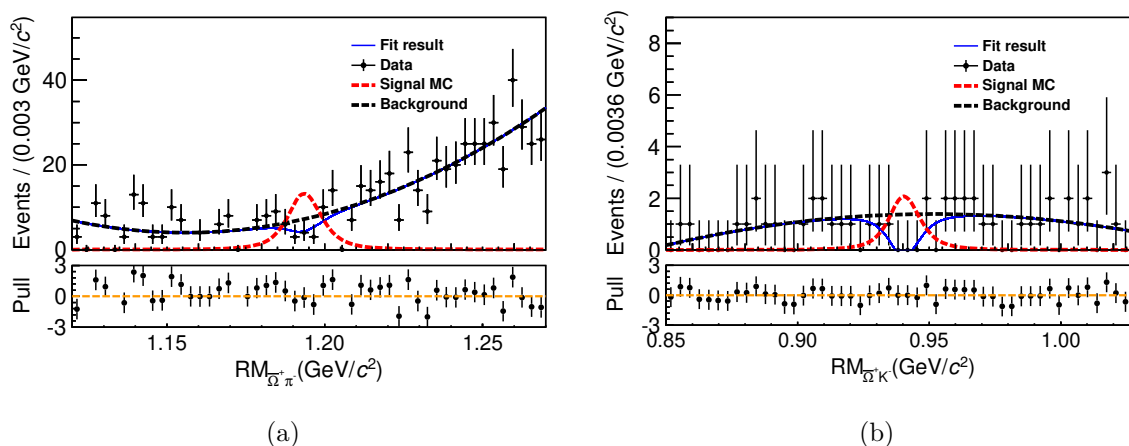 Events / (0.003 GeV/c²)
40
20
0
Fit result
Data
Signal MC
Background
Pull
3
0
-3
1.15 1.20 1.25
RM_Ω̅⁺π⁻(GeV/c²)
(a)
Events / (0.0036 GeV/c²)
8
6
4
2
0
Fit result
Data
Signal MC
Background
Pull
3
0
-3
0.85 0.90 0.95 1.00
RM_Ω̅⁺K⁻(GeV/c²)
(b)